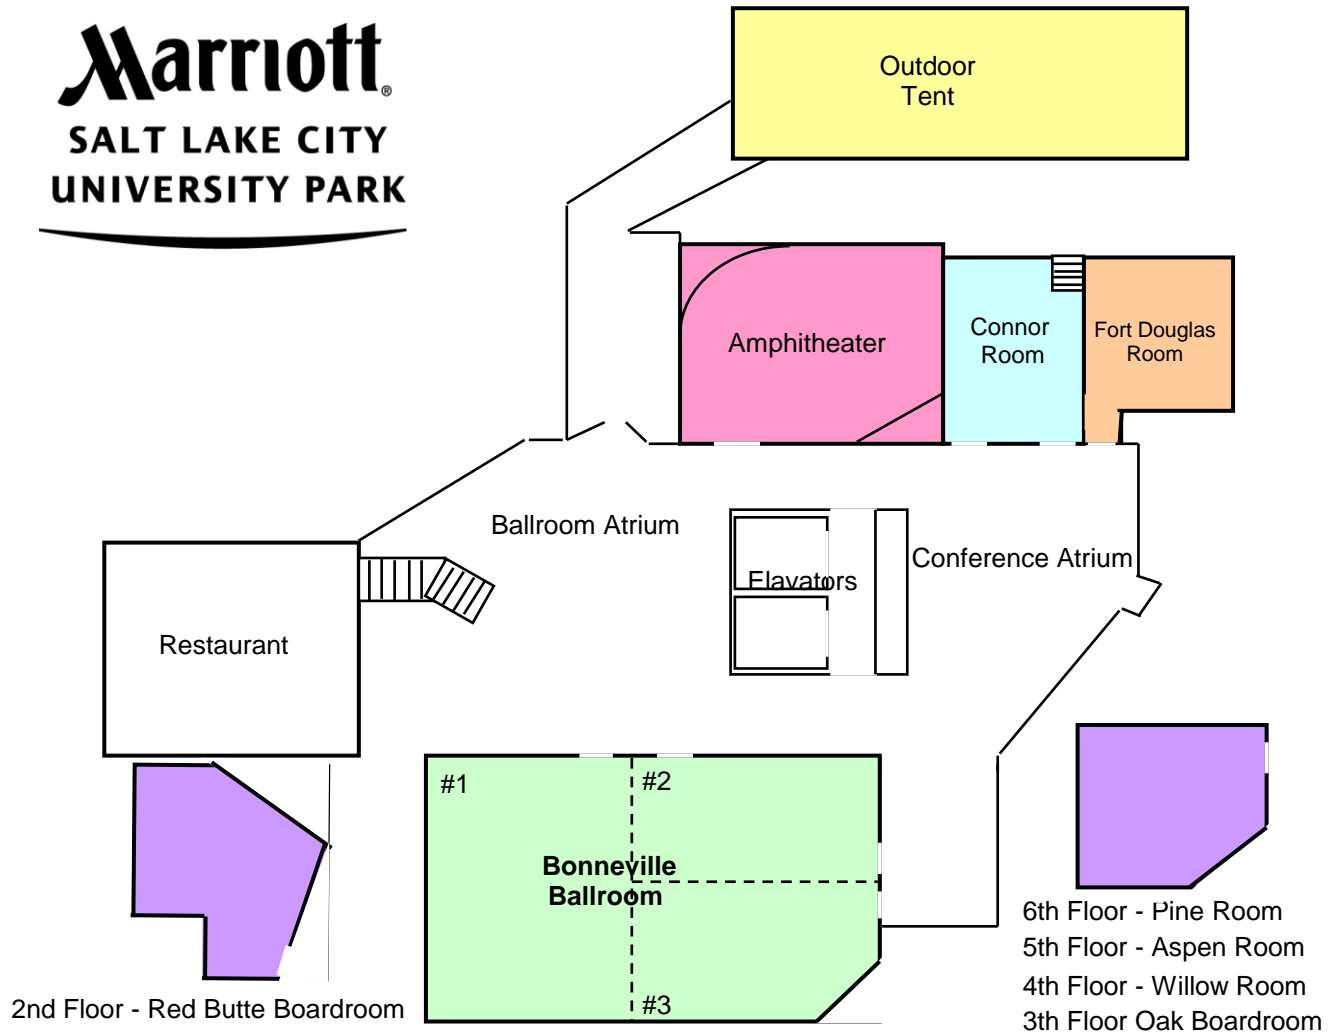 Marriott®
SALT LAKE CITY
UNIVERSITY PARK
Outdoor
Tent
Amphitheater
Connor
Room
Fort Douglas
Room
Ballroom Atrium
Elavators
Conference Atrium
Restaurant
#1
#2
Bonneville
Ballroom
#3
2nd Floor - Red Butte Boardroom
6th Floor - Pine Room
5th Floor - Aspen Room
4th Floor - Willow Room
3th Floor Oak Boardroom